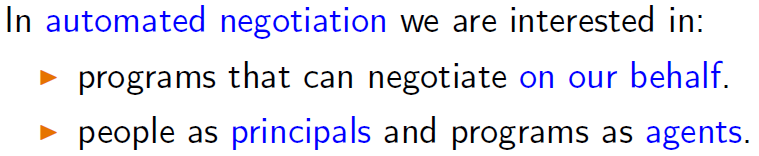 In automated negotiation we are interested in:
▶ programs that can negotiate on our behalf.
▶ people as principals and programs as agents.